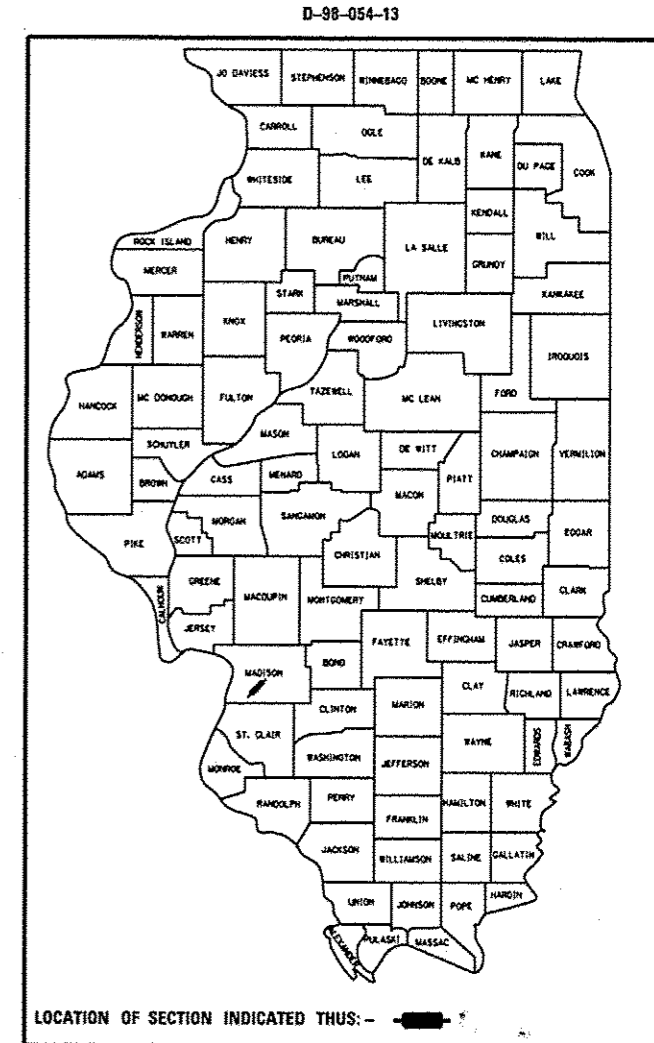 D-98-054-13
JO DAVIESS STEPHENSON WINNEBAGO BOONE MC HENRY LAKE
CARROLL OGLE DE KALB KANE DU PAGE COOK
WHITESIDE LEE KENDALL WILL
ROCK ISLAND HENRY BUREAU LA SALLE GRUNDY
MERCER PUTNAM KANKAKEE
STARK MARSHALL
HENDERSON WARREN KNOX PEORIA WOODFORD LIVINGSTON IROQUOIS
HANCOCK MC DONOUGH FULTON TAZEWELL MC LEAN FORD
SCHUYLER MASON LOGAN DE WITT CHAMPAIGN VERMILION
ADAMS BROWN CASS MENARD MACON PIATT
PIKE SCOTT MORGAN SANGAMON CHRISTIAN MOULTRIE DOUGLAS EDGAR
COLES
CALHOUN GREENE MACOUPIN MONTGOMERY SHELBY CUMBERLAND CLARK
JERSEY FAYETTE EFFINGHAM JASPER CRAWFORD
MADISON BOND CLAY RICHLAND LAWRENCE
CLINTON MARION
ST. CLAIR WAYNE EDWARDS WABASH
MONROE WASHINGTON JEFFERSON
RANDOLPH PERRY HAMILTON WHITE
FRANKLIN
JACKSON WILLIAMSON SALINE GALLATIN
UNION JOHNSON POPE HARDIN
ALEXANDER PULASKI MASSAC
LOCATION OF SECTION INDICATED THUS:-